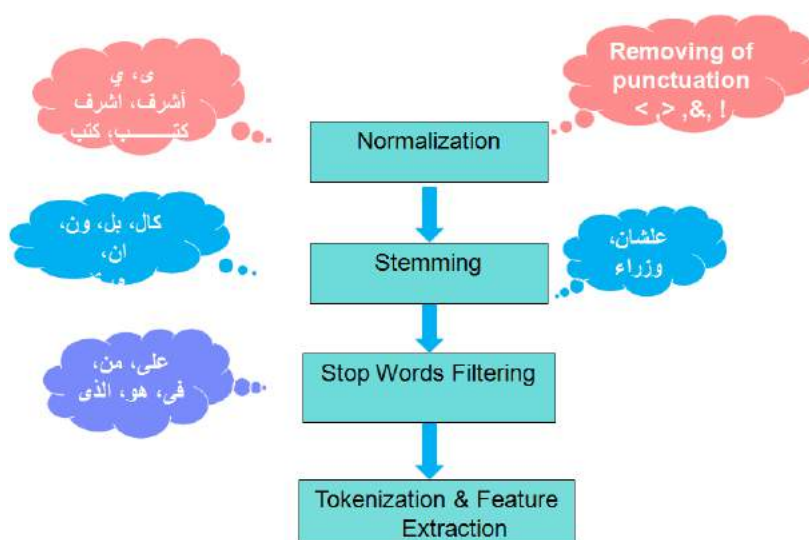 ى، ي
أشرف، اشرف
كتـــــب، كتب
Removing of
punctuation
< ,> ,&, !
Normalization
كال، بل، ون،
ان،
علشان،
وزراء
Stemming
على، من،
فى، هو، الذى
Stop Words Filtering
Tokenization & Feature
Extraction